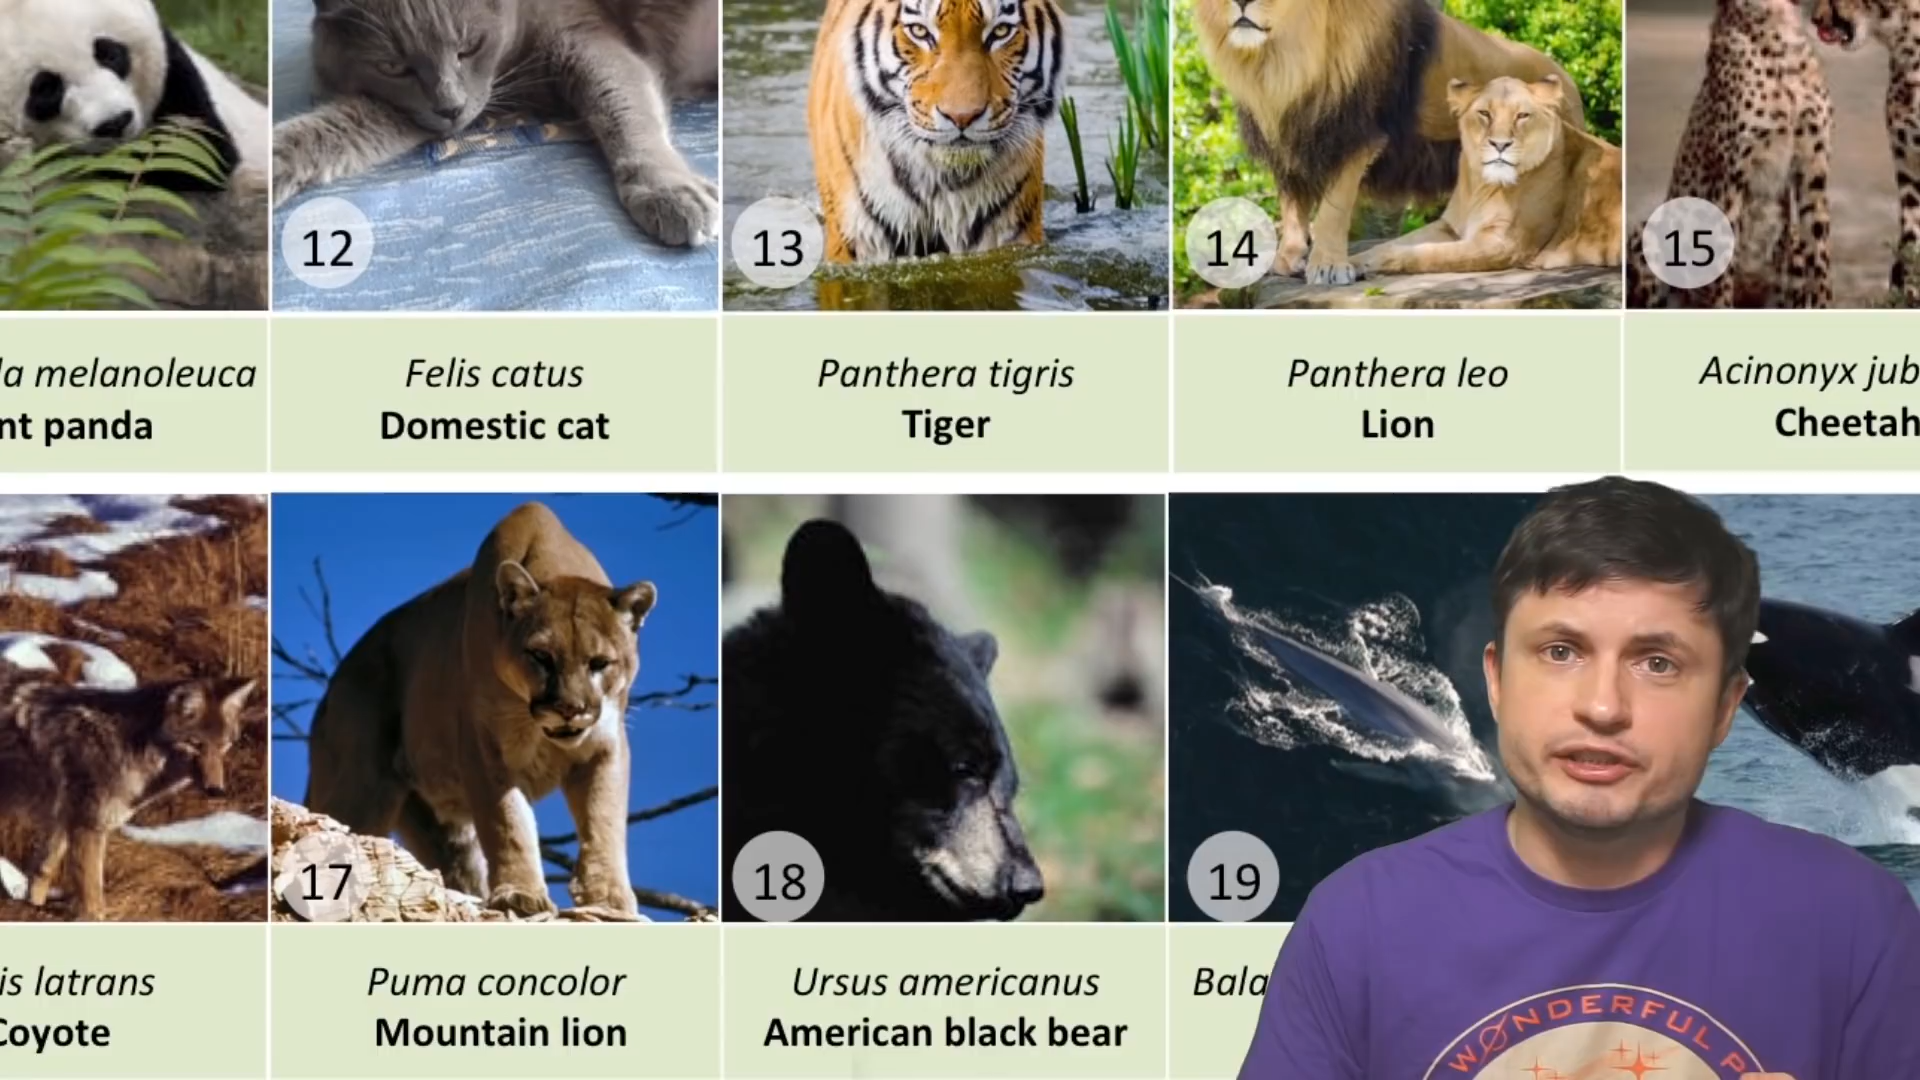 12
13
14
15
la melanoleuca
nt panda
Felis catus
Domestic cat
Panthera tigris
Tiger
Panthera leo
Lion
Acinonyx jub
Cheetah
17
18
19
is latrans
Coyote
Puma concolor
Mountain lion
Ursus americanus
American black bear
Bala
WONDERFUL P